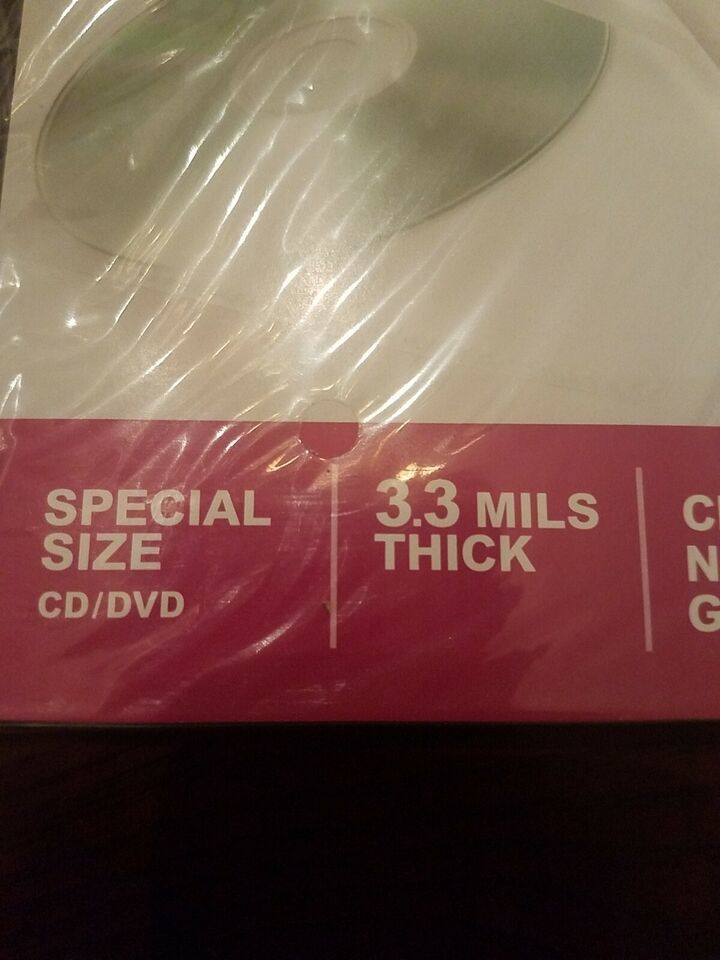 SPECIAL
SIZE
CD/DVD
3.3 MILS
THICK